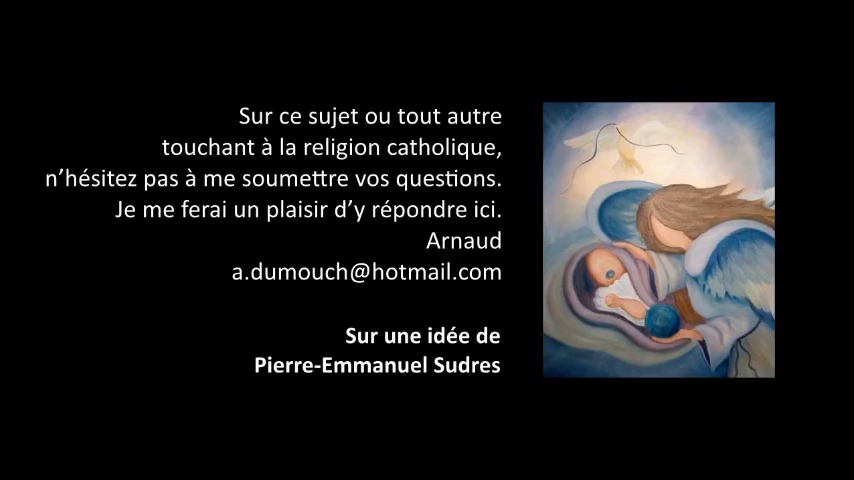 Sur ce sujet ou tout autre
touchant à la religion catholique,
n’hésitez pas à me soumettre vos questions.
Je me ferai un plaisir d’y répondre ici.
Arnaud
a.dumouch@hotmail.com
Sur une idée de
Pierre-Emmanuel Sudres